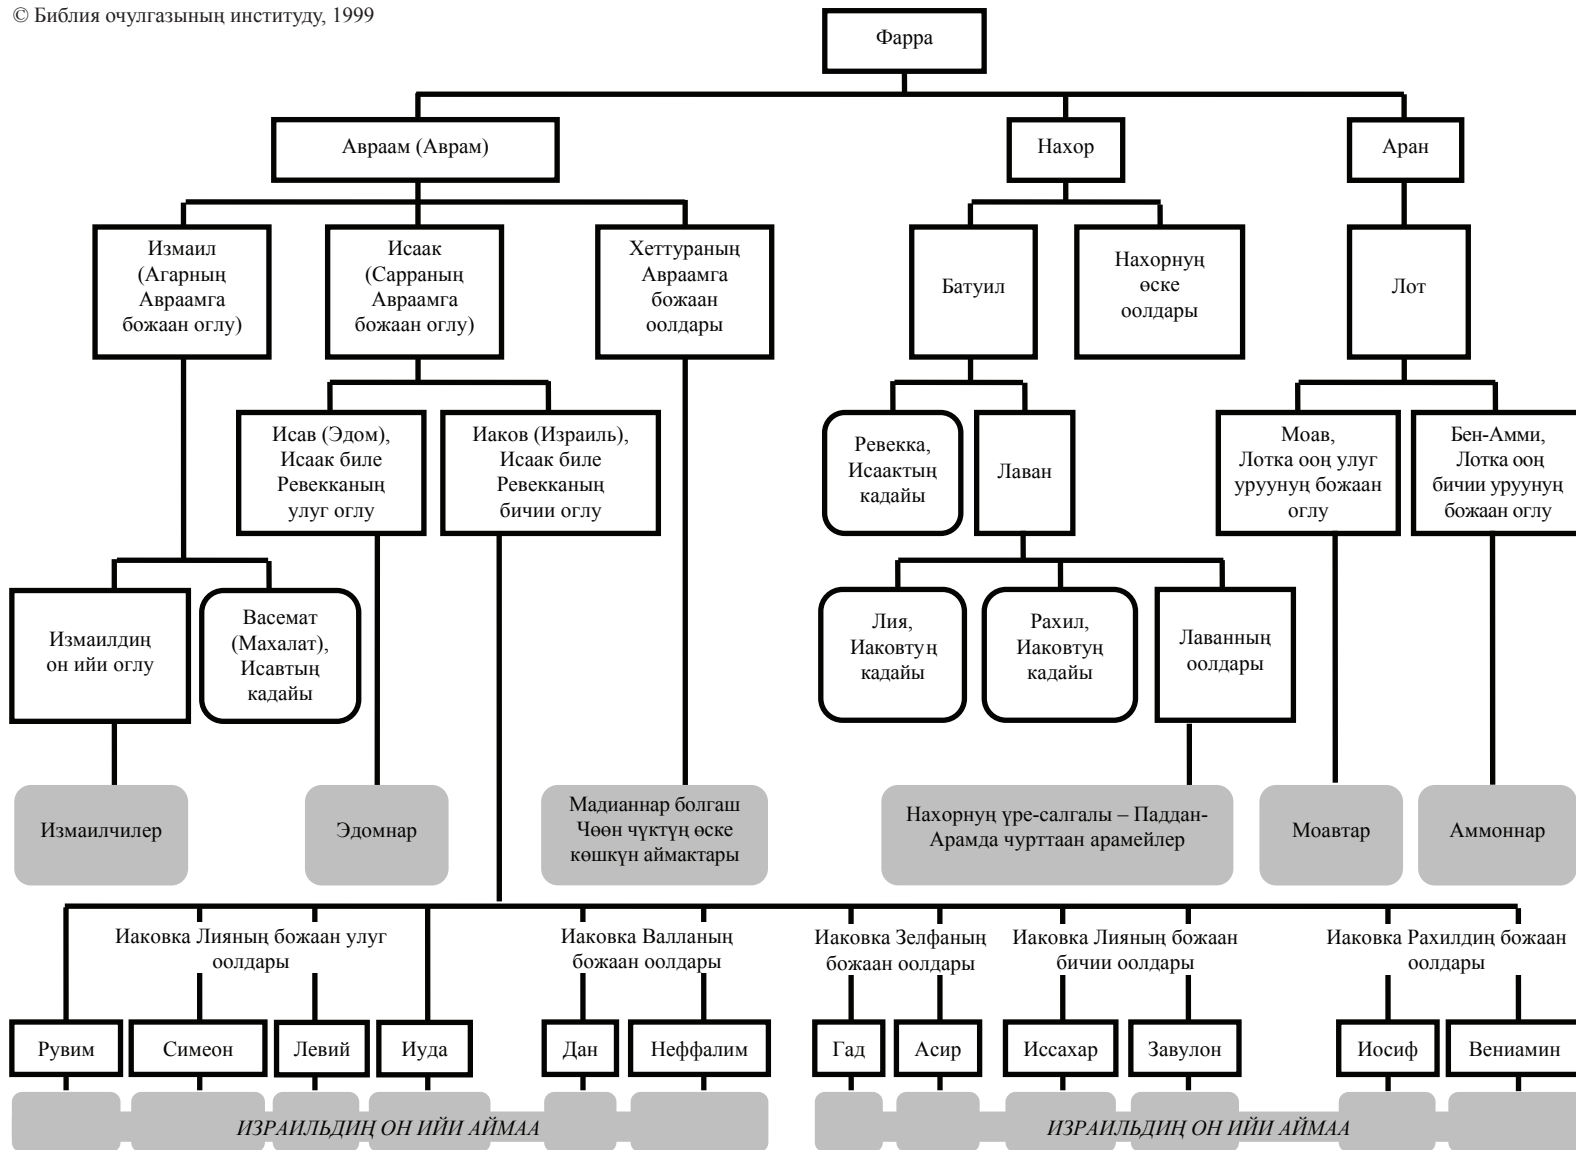 © Библия очулгазының институду, 1999
Фарра
Авраам (Аврам)
Нахор
Аран
Измаил
(Агарның
Авраамга
божаан оглу)
Исаак
(Сарраның
Авраамга
божаан оглу)
Хеттураның
Авраамга
божаан
оолдары
Батуил
Нахорнуң
өске
оолдары
Лот
Исав (Эдом),
Исаак биле
Ревекканың
улуг оглу
Иаков (Израиль),
Исаак биле
Ревекканың
бичии оглу
Ревекка,
Исаактың
кадайы
Лаван
Моав,
Лотка ооң улуг
уруунуң божаан
оглу
Бен-Амми,
Лотка ооң
бичии уруунуң
божаан оглу
Измаилдиң
он ийи оглу
Васемат
(Махалат),
Исавтың
кадайы
Лия,
Иаковтуң
кадайы
Рахил,
Иаковтуң
кадайы
Лаванның
оолдары
Измаилчилер
Эдомнар
Мадианнар болгаш
Чөөн чүктүң өске
көшкүн аймактары
Нахорнуң үре-салгалы – Паддан-
Арамда чурттаан арамейлер
Моавтар
Аммоннар
Иаковка Лияның божаан улуг
оолдары
Иаковка Валланың
божаан оолдары
Иаковка Зелфаның
божаан оолдары
Иаковка Лияның божаан
бичии оолдары
Иаковка Рахилдиң божаан
оолдары
Рувим
Симеон
Левий
Иуда
Дан
Неффалим
Гад
Асир
Иссахар
Завулон
Иосиф
Вениамин
ИЗРАИЛЬДИҢ ОН ИЙИ АЙМАА
ИЗРАИЛЬДИҢ ОН ИЙИ АЙМАА